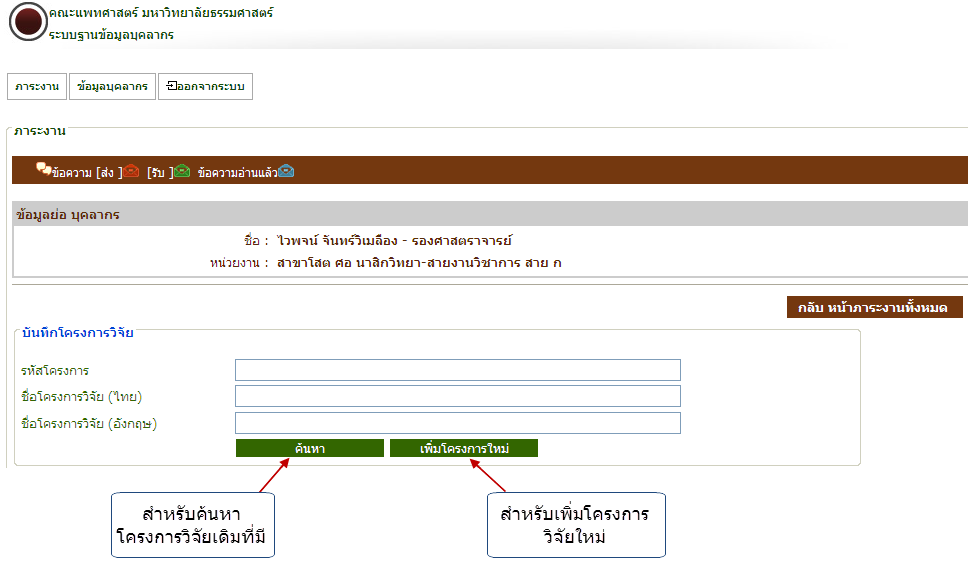 คณะแพทศาสตร์ มหาวิทยาลัยธรรมศาสตร์
ระบบฐานข้อมูลบุคลากร
ภาระงาน ข้อมูลบุคลากร ออกจากระบบ
ภาระงาน
ข้อความ [ส่ง ] [รับ ] ข้อความอ่านแล้ว
ข้อมูลย่อ บุคลากร
ชื่อ : ไวพจน์ จันทร์วิเมลือง - รองศาสตราจารย์
หน่วยงาน : สาขาโสต ศอ นาสิกวิทยา-สายงานวิชาการ สาย ก
กลับ หน้าภาระงานทั้งหมด
บันทึกโครงการวิจัย
รหัสโครงการ
ชื่อโครงการวิจัย (ไทย)
ชื่อโครงการวิจัย (อังกฤษ)
ค้นหา เพิ่มโครงการใหม่
สำหรับค้นหา
โครงการวิจัยเดิมที่มี
สำหรับเพิ่มโครงการ
วิจัยใหม่